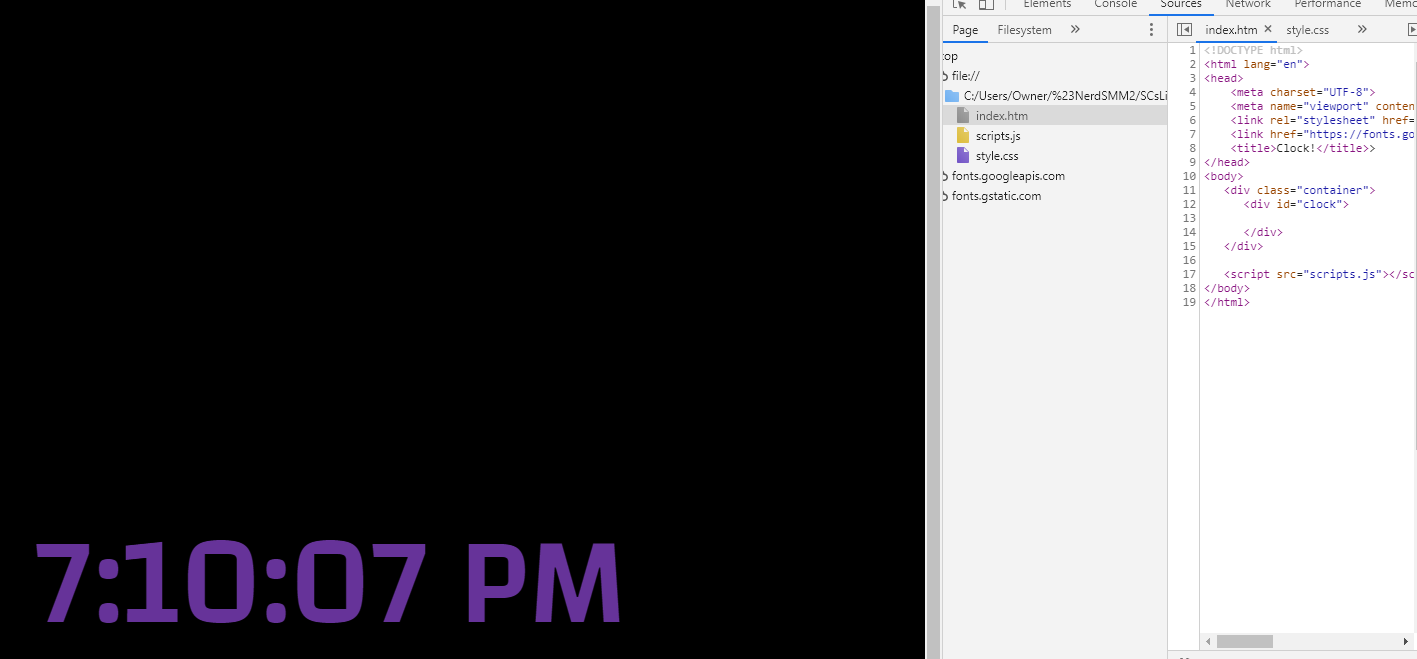 Elements Console Sources Network Performance
Page Filesystem index.htm style.css
file://
C:/Users/Owner/%23NerdSMM2/SCsLi
index.htm
scripts.js
style.css
fonts.googleapis.com
fonts.gstatic.com
1 <!DOCTYPE html>
2 <html lang="en">
3 <head>
4 <meta charset="UTF-8">
5 <meta name="viewport" conten
6 <link rel="stylesheet" href=
7 <link href="https://fonts.go
8 <title>Clock!</title>>
9 </head>
10 <body>
11 <div class="container">
12 <div id="clock">
13
14 </div>
15 </div>
16
17 <script src="scripts.js"></sc
18 </body>
19 </html>
7:10:07 PM